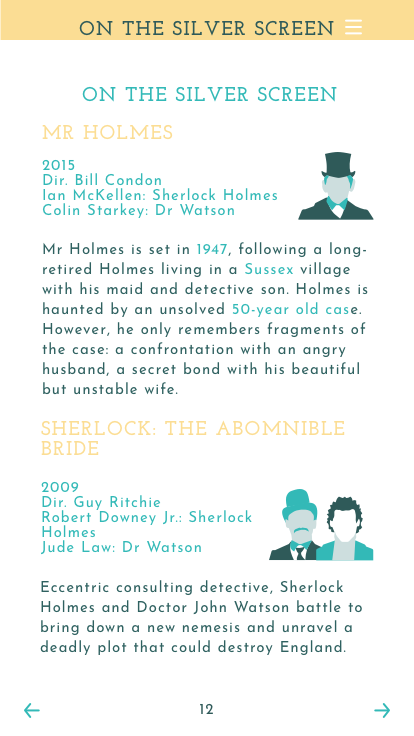 ON THE SILVER SCREEN
ON THE SILVER SCREEN
MR HOLMES
2015
Dir. Bill Condon
Ian McKellen: Sherlock Holmes
Colin Starkey: Dr Watson
Mr Holmes is set in 1947, following a long-
retired Holmes living in a Sussex village
with his maid and detective son. Holmes is
haunted by an unsolved 50-year old case.
However, he only remembers fragments of
the case: a confrontation with an angry
husband, a secret bond with his beautiful
but unstable wife.
SHERLOCK: THE ABOMNIBLE
BRIDE
2009
Dir. Guy Ritchie
Robert Downey Jr.: Sherlock
Holmes
Jude Law: Dr Watson
Eccentric consulting detective, Sherlock
Holmes and Doctor John Watson battle to
bring down a new nemesis and unravel a
deadly plot that could destroy England.
12